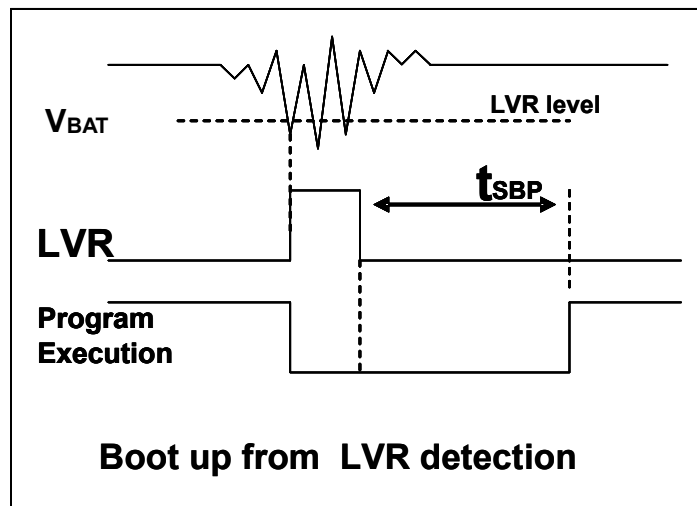 LVR level
VBAT
tSBP
LVR
Program
Execution
Boot up from LVR detection